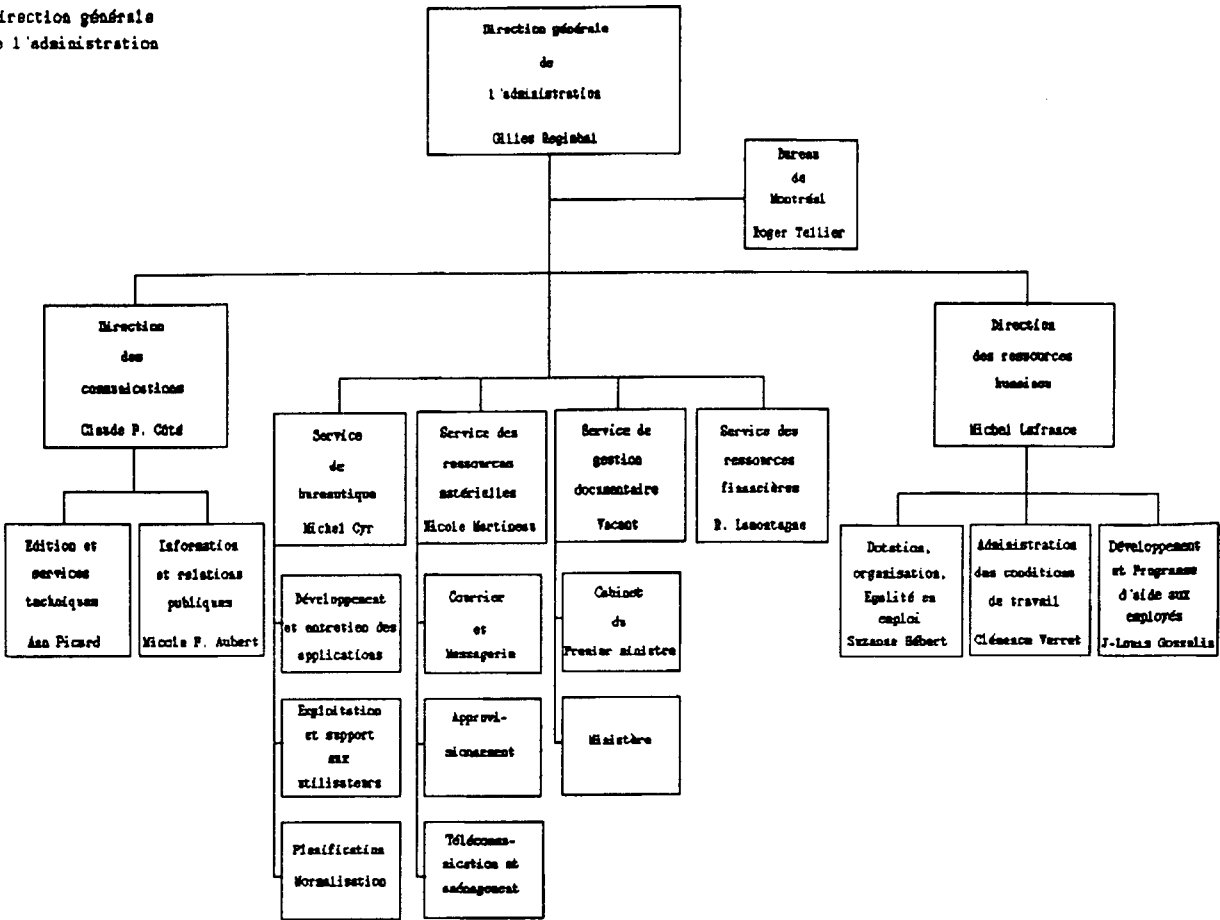 irection générale
e l'administration
Direction générale
de
l'administration
Gilles
Bureau
de
Montréal
Roger Tellier
Direction
des
communications
Claude P. Côté
Direction
des ressources
humaines
Michel Lafrance
Service
de
bureautique
Michel Cyr
Service des
ressources
matérielles
Nicole Martineau
Service de
gestion
documentaire
Vacant
Service des
ressources
financières
R. Lamontagne
Edition et
services
techniques
Ann Picard
Information
et relations
publiques
Nicole P. Aubert
Dotation,
organisation,
Egalité en
emploi
Suzanne Hébert
Administration
des conditions
de travail
Clémence Verret
Développement
et Programme
d'aide aux
employés
J-Louis Gosselin
Développement
et entretien des
applications
Courrier
et
Messagerie
Cabinet
du
Premier ministre
Exploitation
et support
aux
utilisateurs
Approvi-
sionnement
Ministère
Planification
Normalisation
Télécommu-
nication et
aménagement